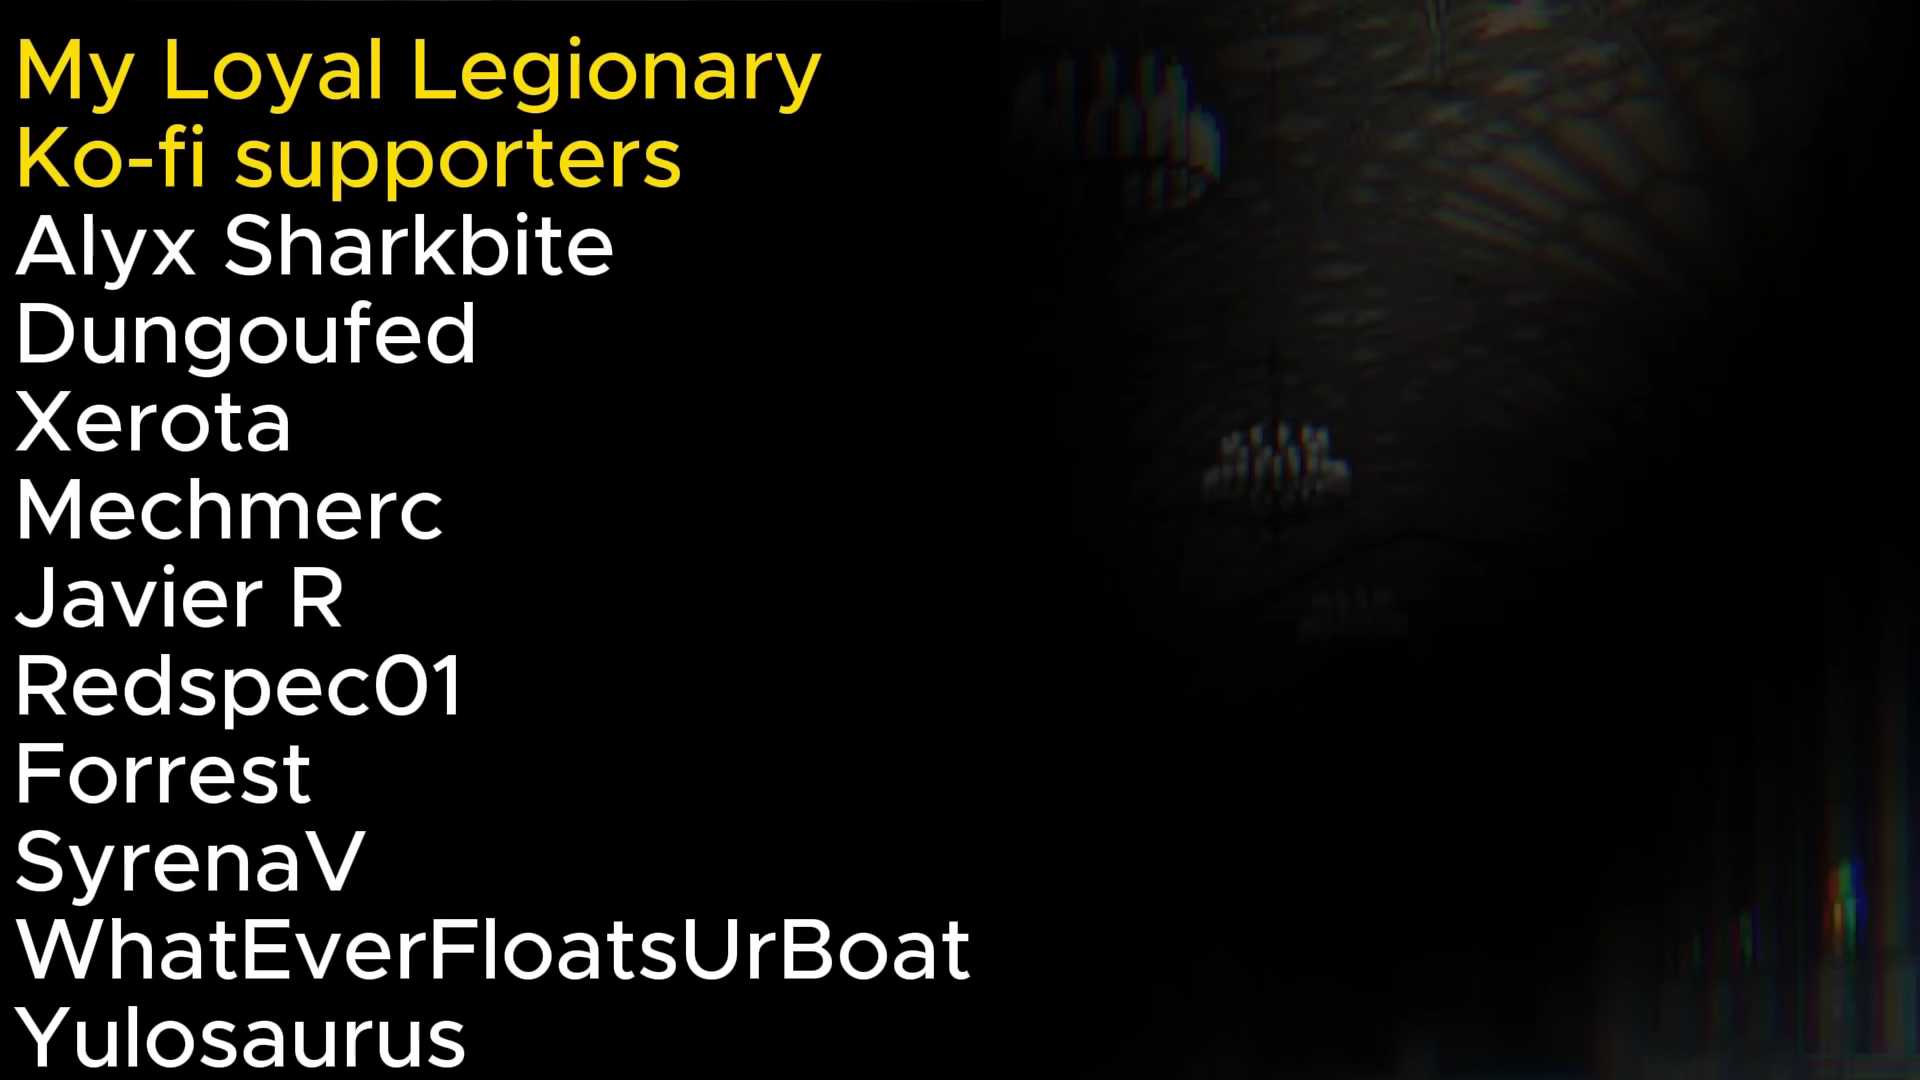 My Loyal Legionary
Ko-fi supporters
Alyx Sharkbite
Dungoufed
Xerota
Mechmerc
Javier R
Redspec01
Forrest
SyrenaV
WhatEverFloatsUrBoat
Yulosaurus